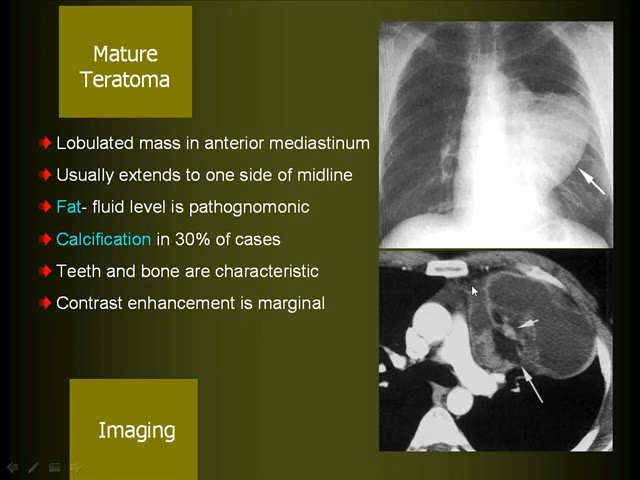 Mature
Teratoma
Lobulated mass in anterior mediastinum
Usually extends to one side of midline
Fat- fluid level is pathognomonic
Calcification in 30% of cases
Teeth and bone are characteristic
Contrast enhancement is marginal
Imaging